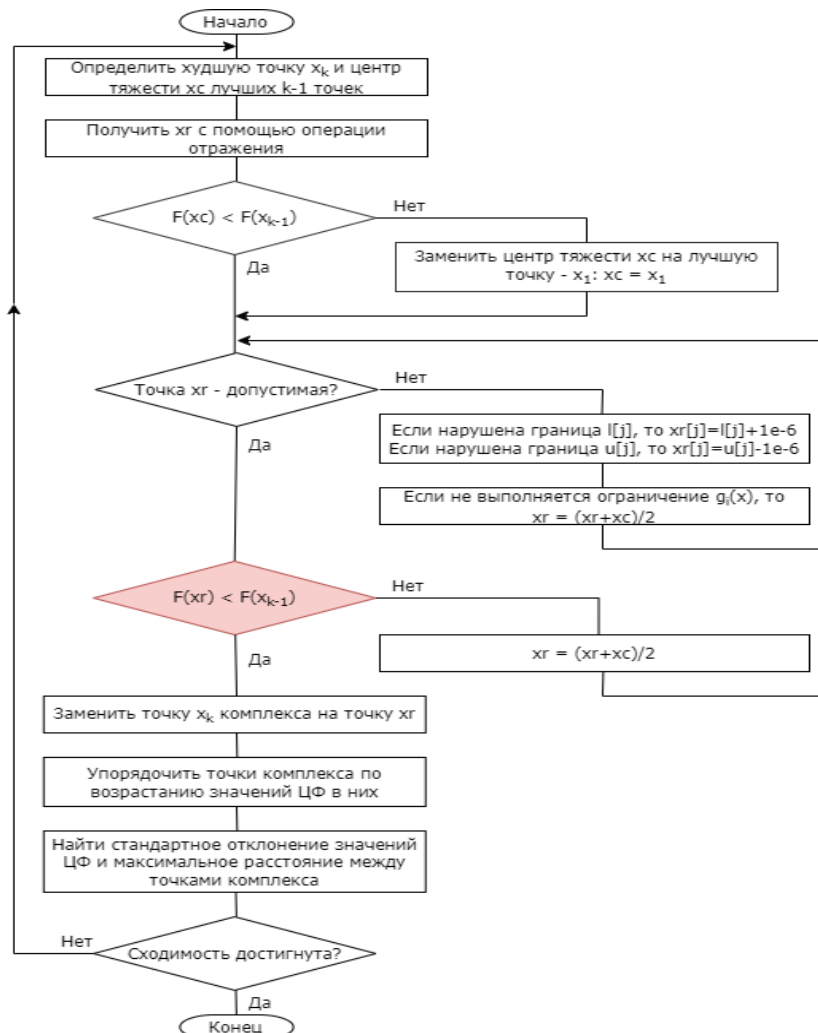 Начало
Определить худшую точку xk и центр
тяжести xc лучших k-1 точек
Получить xr с помощью операции
отражения
F(xc) < F(xk-1)
Нет
Заменить центр тяжести xc на лучшую
точку - x1: xc = x1
Да
Точка xr - допустимая?
Нет
Если нарушена граница l[j], то xr[j]=l[j]+1e-6
Если нарушена граница u[j], то xr[j]=u[j]-1e-6
Да
Если не выполняется ограничение gi(x), то
xr = (xr+xc)/2
F(xr) < F(xk-1)
Нет
xr = (xr+xc)/2
Да
Заменить точку xk комплекса на точку xr
Упорядочить точки комплекса по
возрастанию значений ЦФ в них
Найти стандартное отклонение значений
ЦФ и максимальное расстояние между
точками комплекса
Нет
Сходимость достигнута?
Да
Конец